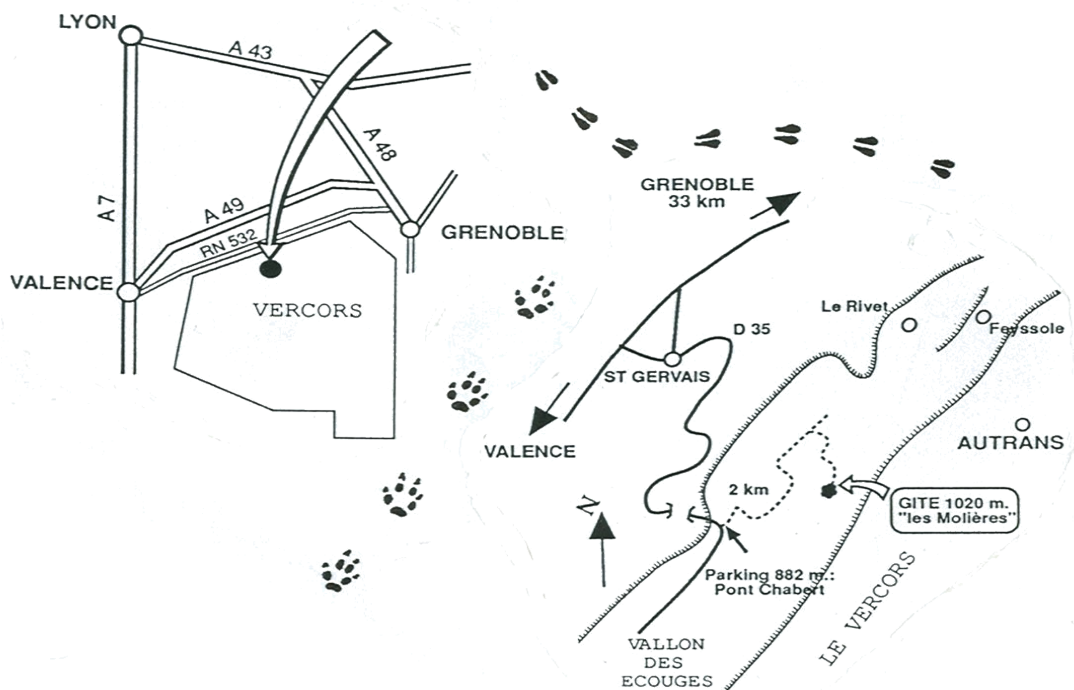 LYON
A 43
A 48
A 7
A 49
RN 532
GRENOBLE
VALENCE
VERCORS
GRENOBLE
33 km
D 35
Le Rivet
Feyssole
ST GERVAIS
AUTRANS
VALENCE
2 km
GITE 1020 m.
"les Molières"
N
Parking 882 m.:
Pont Chabert
LE VERCORS
VALLON
DES
ECOUGES